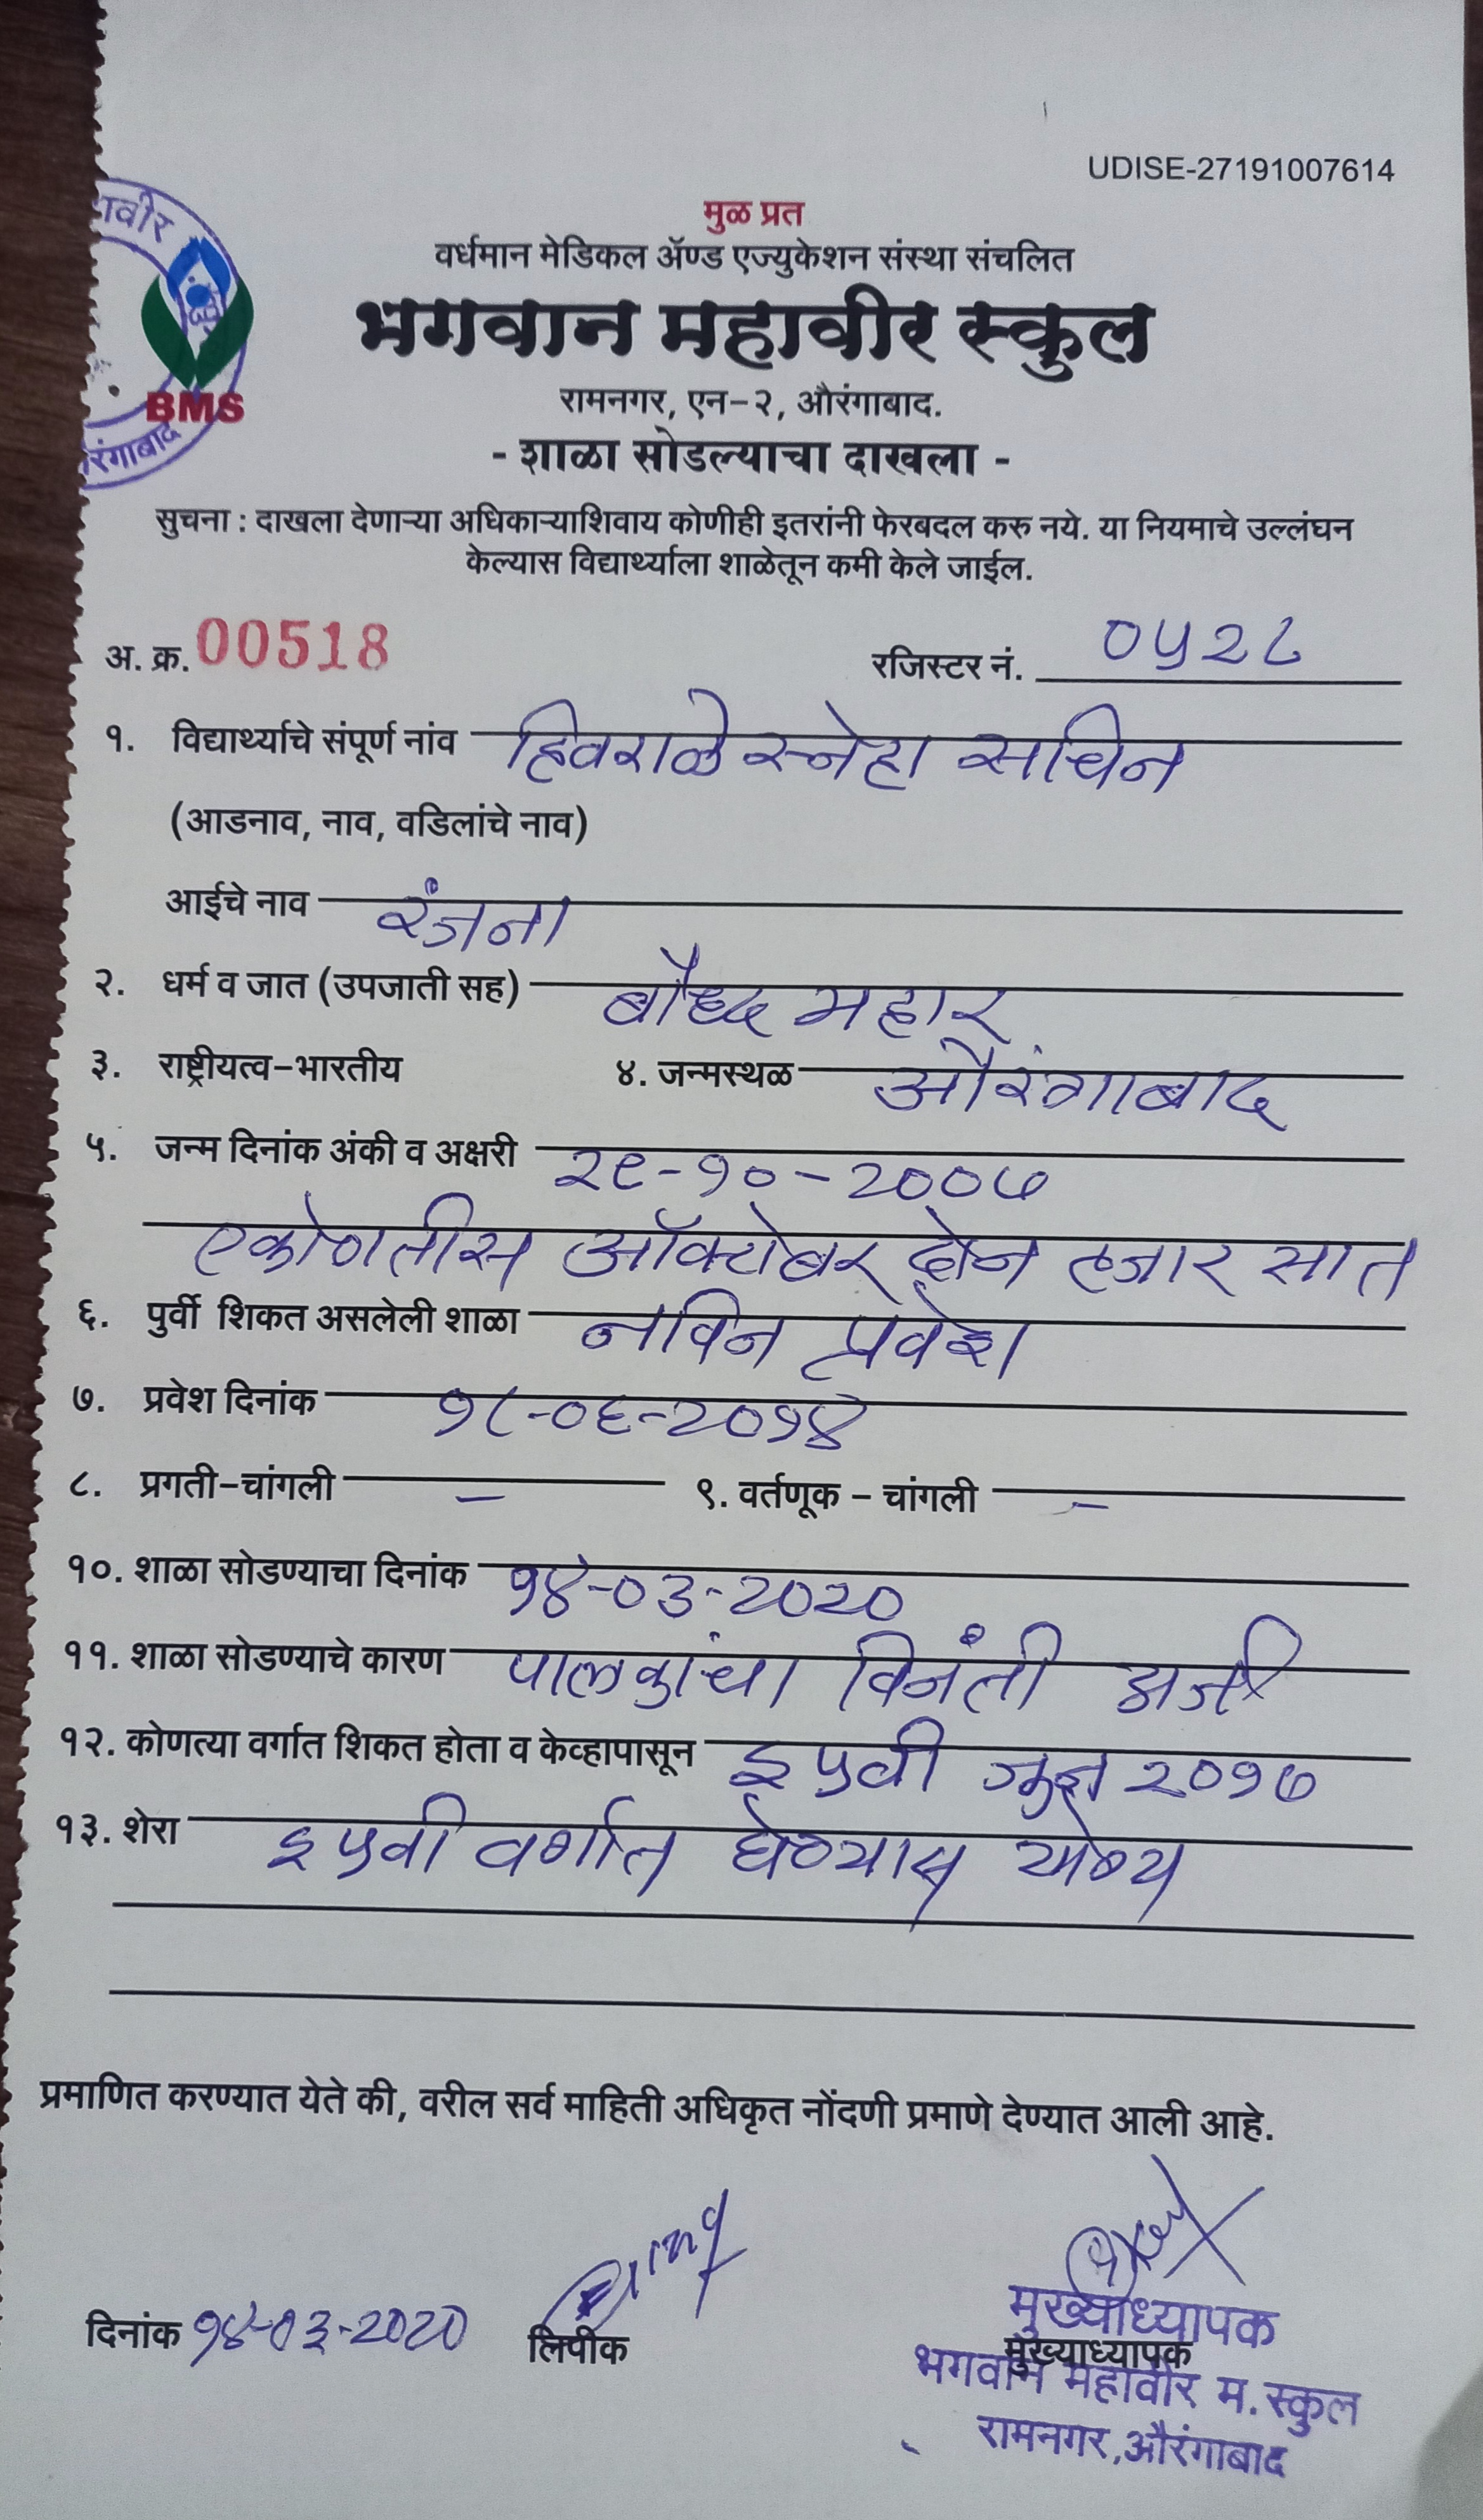 UDISE-27191007614
मुळ प्रत
वर्धमान मेडिकल ॲण्ड एज्युकेशन संस्था संचलित
भगवान महावीर स्कुल
BMS
रामनगर, एन-२, औरंगाबाद.
- शाळा सोडल्याचा दाखला -
सुचना : दाखला देणाऱ्या अधिकाऱ्याशिवाय कोणीही इतरांनी फेरबदल करु नये. या नियमाचे उल्लंघन
केल्यास विद्यार्थ्याला शाळेतून कमी केले जाईल.
अ. क्र. 00518 रजिस्टर नं. ०५२८
१. विद्यार्थ्याचे संपूर्ण नांव हिवराळे स्नेहा सचिन
(आडनाव, नाव, वडिलांचे नाव)
आईचे नाव रंजना
२. धर्म व जात (उपजाती सह) बौध्द महार
३. राष्ट्रीयत्व-भारतीय ४. जन्मस्थळ औरंगाबाद
५. जन्म दिनांक अंकी व अक्षरी २९-१०-२००७
एकोणतीस ऑक्टोबर दोन हजार सात
६. पुर्वी शिकत असलेली शाळा नविन प्रवेश
७. प्रवेश दिनांक १८-०६-२०१४
८. प्रगती-चांगली - ९. वर्तणूक - चांगली -
१०. शाळा सोडण्याचा दिनांक १४-०३-२०२०
११. शाळा सोडण्याचे कारण पालकांचा विनंती अर्ज
१२. कोणत्या वर्गात शिकत होता व केव्हापासून इ ५वी जून २०१७
१३. शेरा इ ५वी वर्गात घेण्यास योग्य
प्रमाणित करण्यात येते की, वरील सर्व माहिती अधिकृत नोंदणी प्रमाणे देण्यात आली आहे.
दिनांक १४-०३-२०२० लिपीक मुख्याध्यापक
मुख्याध्यापक
भगवान महावीर म. स्कुल
रामनगर, औरंगाबाद